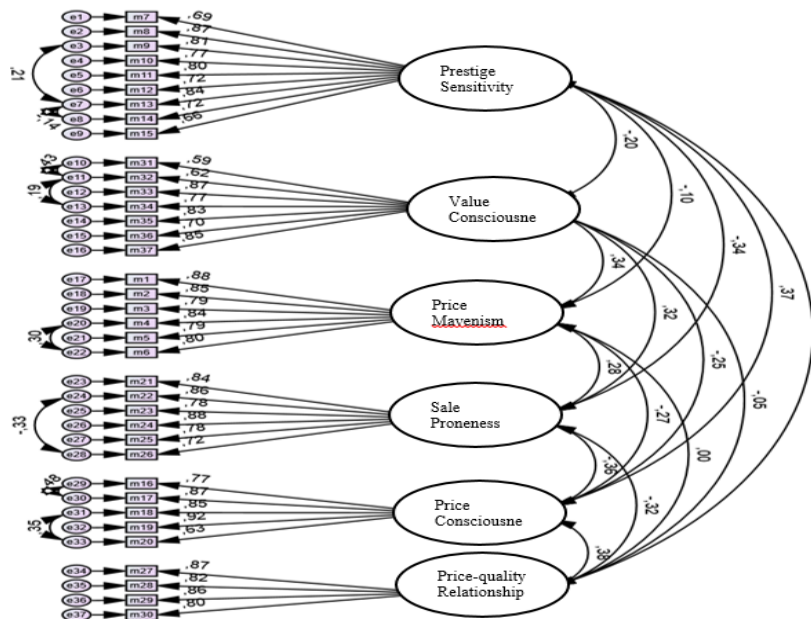 e1 m7 ,69
e2 m8 ,87
e3 m9 ,81
e4 m10 ,77
e5 m11 ,80
e6 m12 ,72
e7 m13 ,84
e8 m14 ,72
e9 m15 ,66
,21
-,14
Prestige
Sensitivity
e10 m31 ,59
e11 m32 ,62
e12 m33 ,87
e13 m34 ,77
e14 m35 ,83
e15 m36 ,70
e16 m37 ,85
,19
Value
Consciousne
e17 m1 ,88
e18 m2 ,85
e19 m3 ,79
e20 m4 ,84
e21 m5 ,79
e22 m6 ,80
,30
Price
Mavenism
e23 m21 ,84
e24 m22 ,86
e25 m23 ,78
e26 m24 ,88
e27 m25 ,78
e28 m26 ,72
-,33
Sale
Proneness
e29 m16 ,77
e30 m17 ,87
e31 m18 ,85
e32 m19 ,92
e33 m20 ,63
,35
Price
Consciousne
e34 m27 ,87
e35 m28 ,82
e36 m29 ,86
e37 m30 ,80
Price-quality
Relationship
-,20
-,10
-,34
,37
,34
,32
-,25
-,05
,28
-,27
,00
-,36
-,32
,38